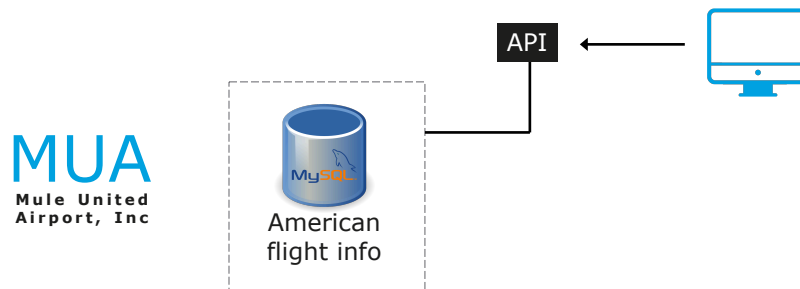 API
MUA
Mule United
Airport, Inc
MySQL
American
flight info